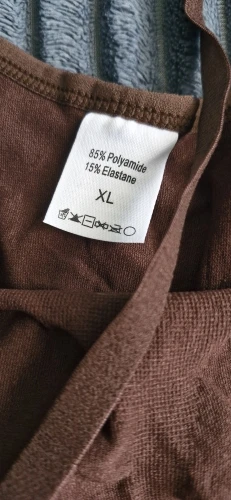 85% Polyamide
15% Elastane
XL